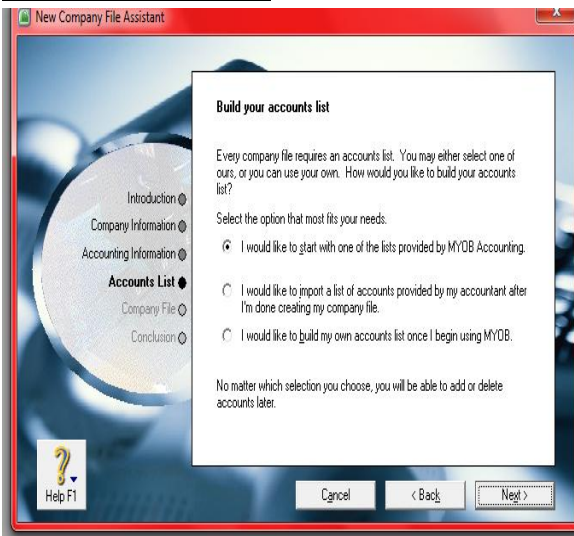 New Company File Assistant
Build your accounts list
Every company file requires an accounts list. You may either select one of
ours, or you can use your own. How would you like to build your accounts
list?
Select the option that most fits your needs.
I would like to start with one of the lists provided by MYOB Accounting.
I would like to import a list of accounts provided by my accountant after
I'm done creating my company file.
I would like to build my own accounts list once I begin using MYOB.
No matter which selection you choose, you will be able to add or delete
accounts later.
Introduction
Company Information
Accounting Information
Accounts List
Company File
Conclusion
Help F1
Cancel
< Back
Next >